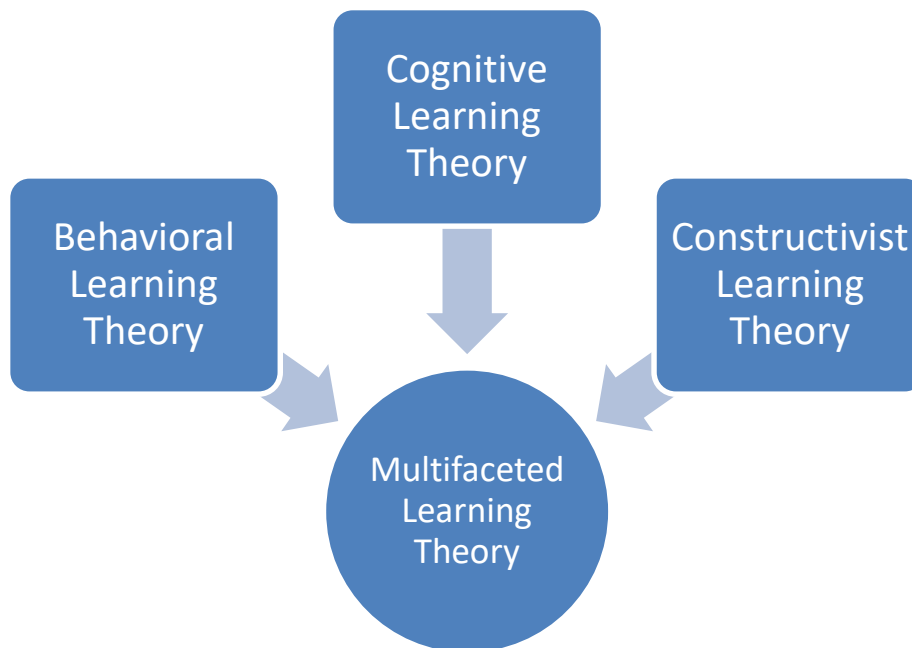 Cognitive
Learning
Theory
Behavioral
Learning
Theory
Constructivist
Learning
Theory
Multifaceted
Learning
Theory